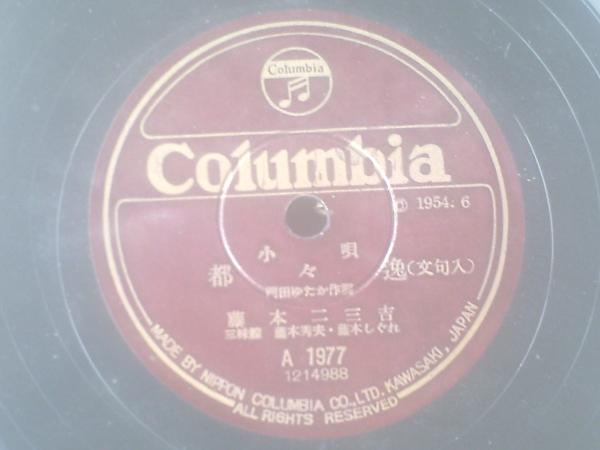 Columbia
Columbia
Ⓟ 1954. 6
小唄
都々逸(文句入)
門田ゆたか作詞
藤本二三吉
三味線 藤本秀夫・藤本しぐれ
A 1977
1214988
MADE BY NIPPON COLUMBIA CO., LTD. KAWASAKI, JAPAN
ALL RIGHTS RESERVED